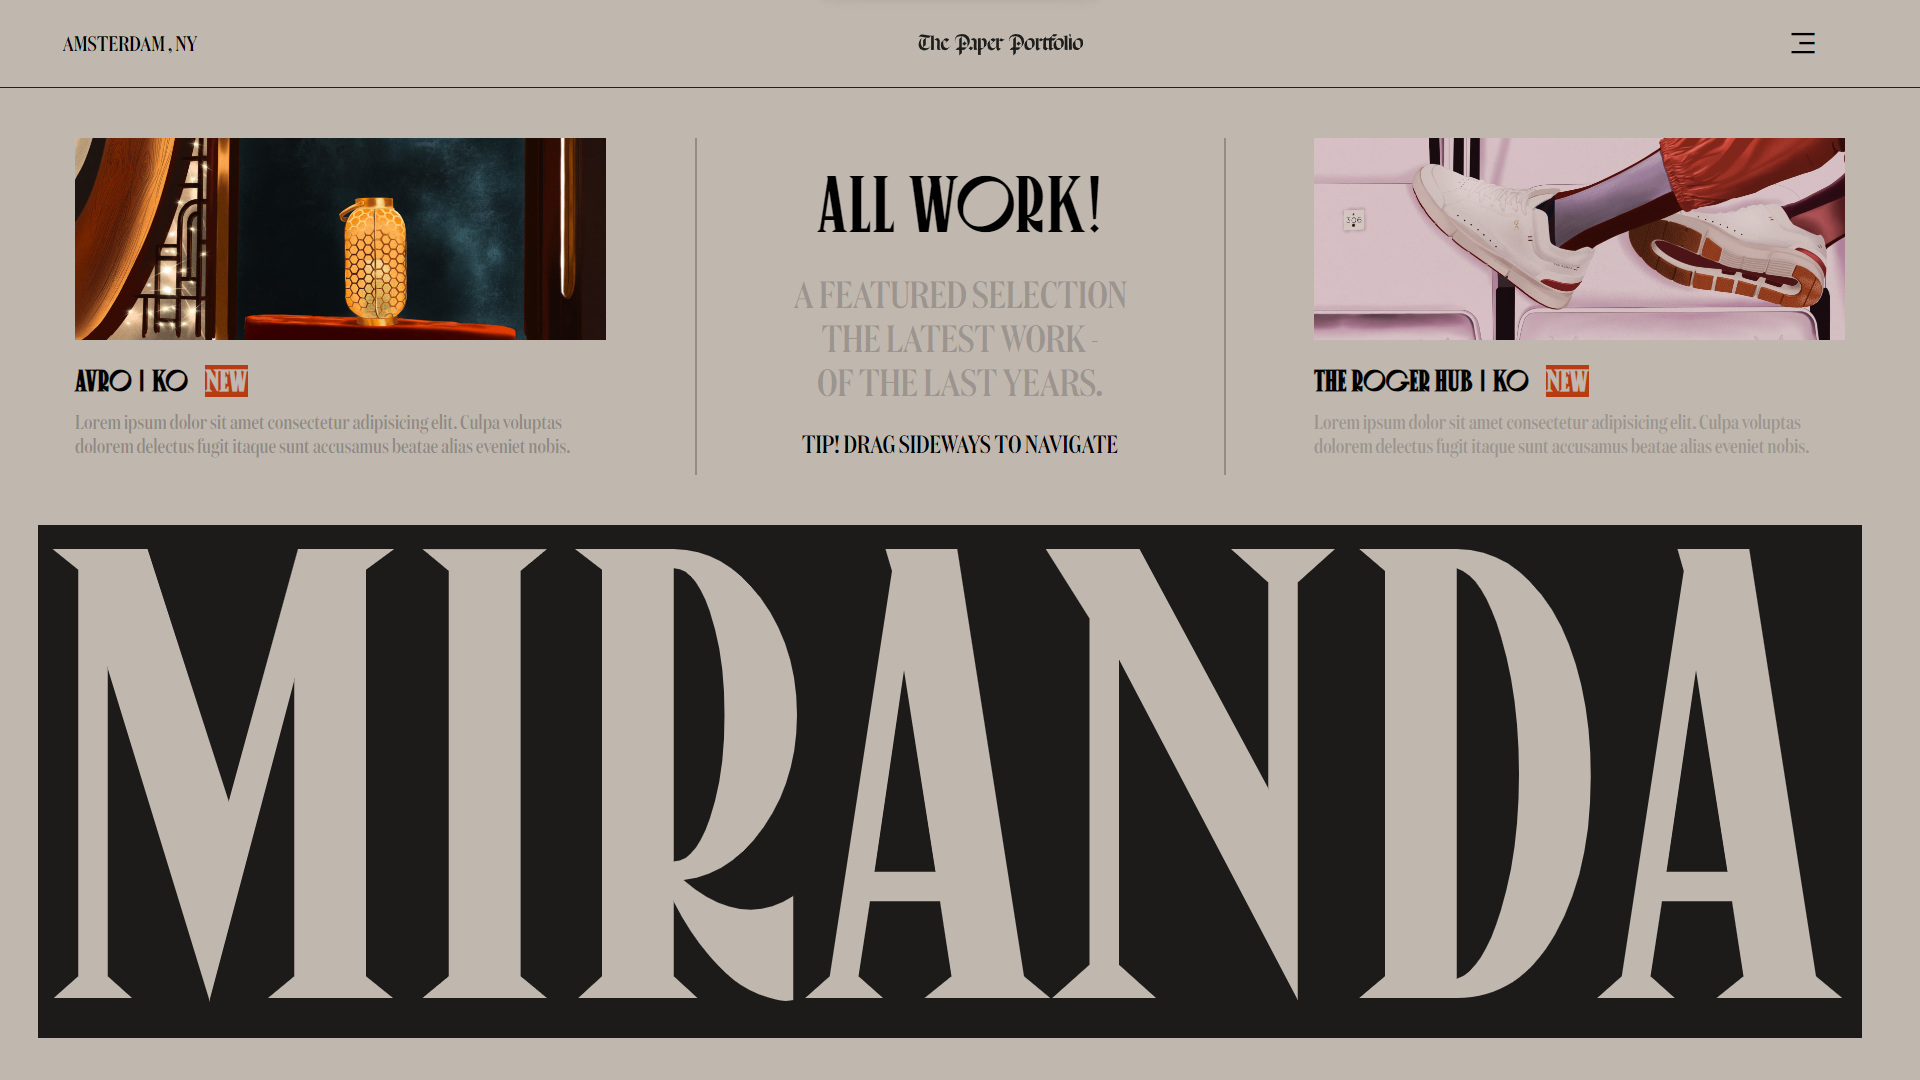 AMSTERDAM , NY
The Paper Portfolio
ALL WORK!
A FEATURED SELECTION
THE LATEST WORK -
OF THE LAST YEARS.
TIP! DRAG SIDEWAYS TO NAVIGATE
AVRO | KO NEW
Lorem ipsum dolor sit amet consectetur adipisicing elit. Culpa voluptas
dolorem delectus fugit itaque sunt accusamus beatae alias eveniet nobis.
306
THE ROGER HUB | KO NEW
Lorem ipsum dolor sit amet consectetur adipisicing elit. Culpa voluptas
dolorem delectus fugit itaque sunt accusamus beatae alias eveniet nobis.
MIRANDA